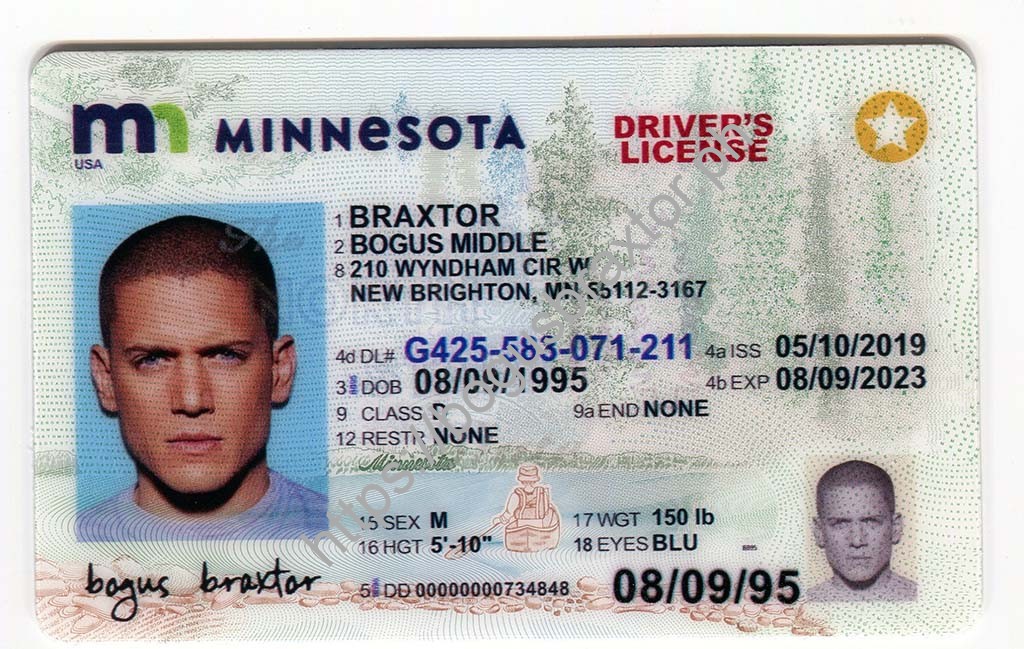 mn MINNESOTA
USA
DRIVER'S
LICENSE
1 BRAXTOR
2 BOGUS MIDDLE
8 210 WYNDHAM CIR W
NEW BRIGHTON, MN 55112-3167
4d DL# G425-583-071-211 4a ISS 05/10/2019
3 DOB 08/09/1995 4b EXP 08/09/2023
9 CLASS D 9a END NONE
12 RESTR NONE
Minnesota
15 SEX M 17 WGT 150 lb
16 HGT 5'-10" 18 EYES BLU
5 DD 00000000734848
08/09/95
bogus braxtor